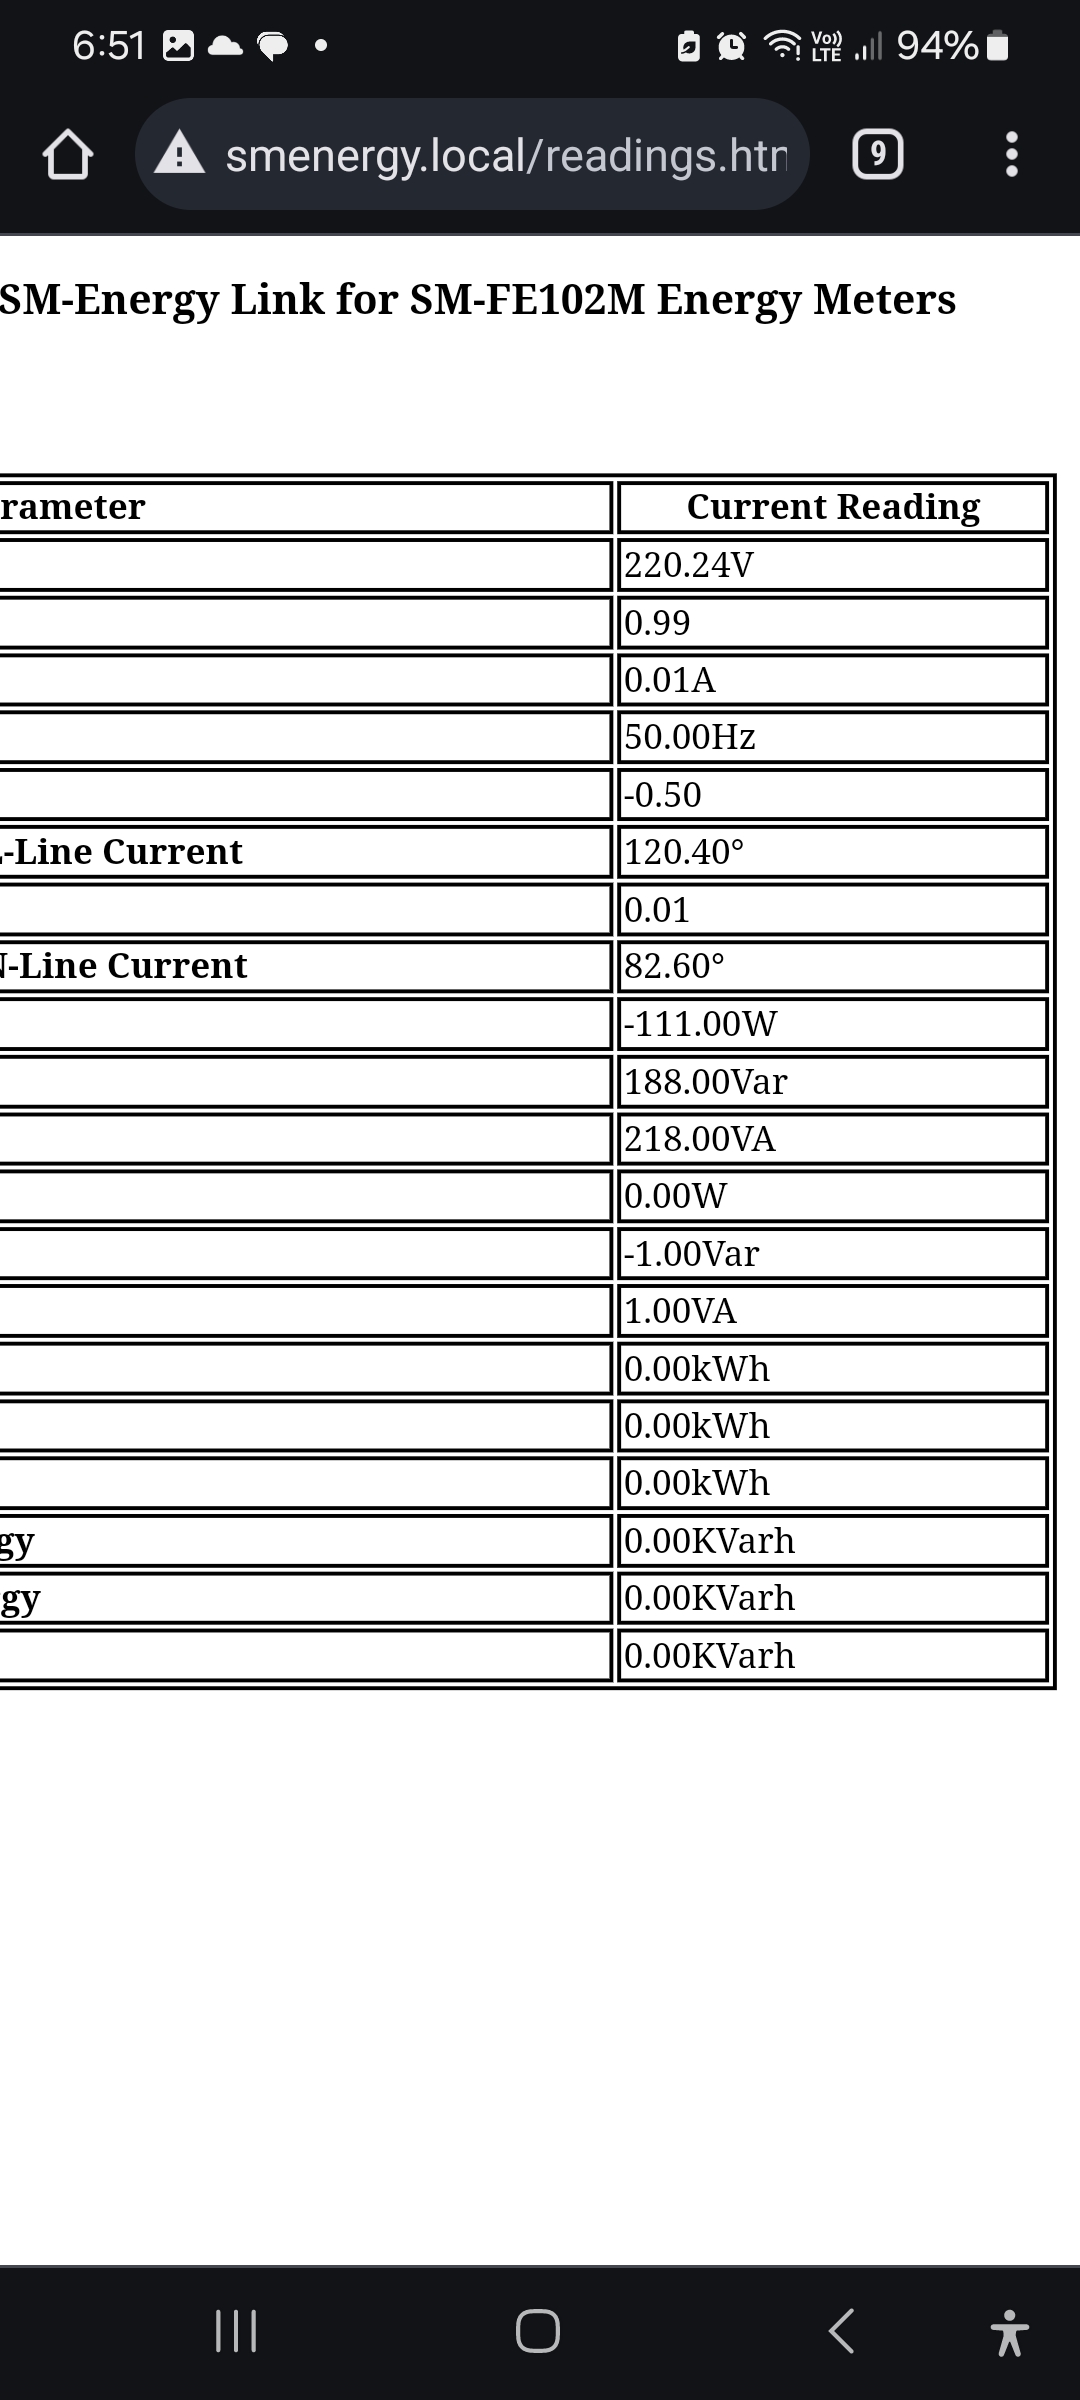 6:51 Vo)) LTE 94%
smenergy.local/readings.htm
9
SM-Energy Link for SM-FE102M Energy Meters
rameter Current Reading
220.24V
0.99
0.01A
50.00Hz
-0.50
-Line Current 120.40°
0.01
-Line Current 82.60°
-111.00W
188.00Var
218.00VA
0.00W
-1.00Var
1.00VA
0.00kWh
0.00kWh
0.00kWh
gy 0.00KVarh
gy 0.00KVarh
0.00KVarh